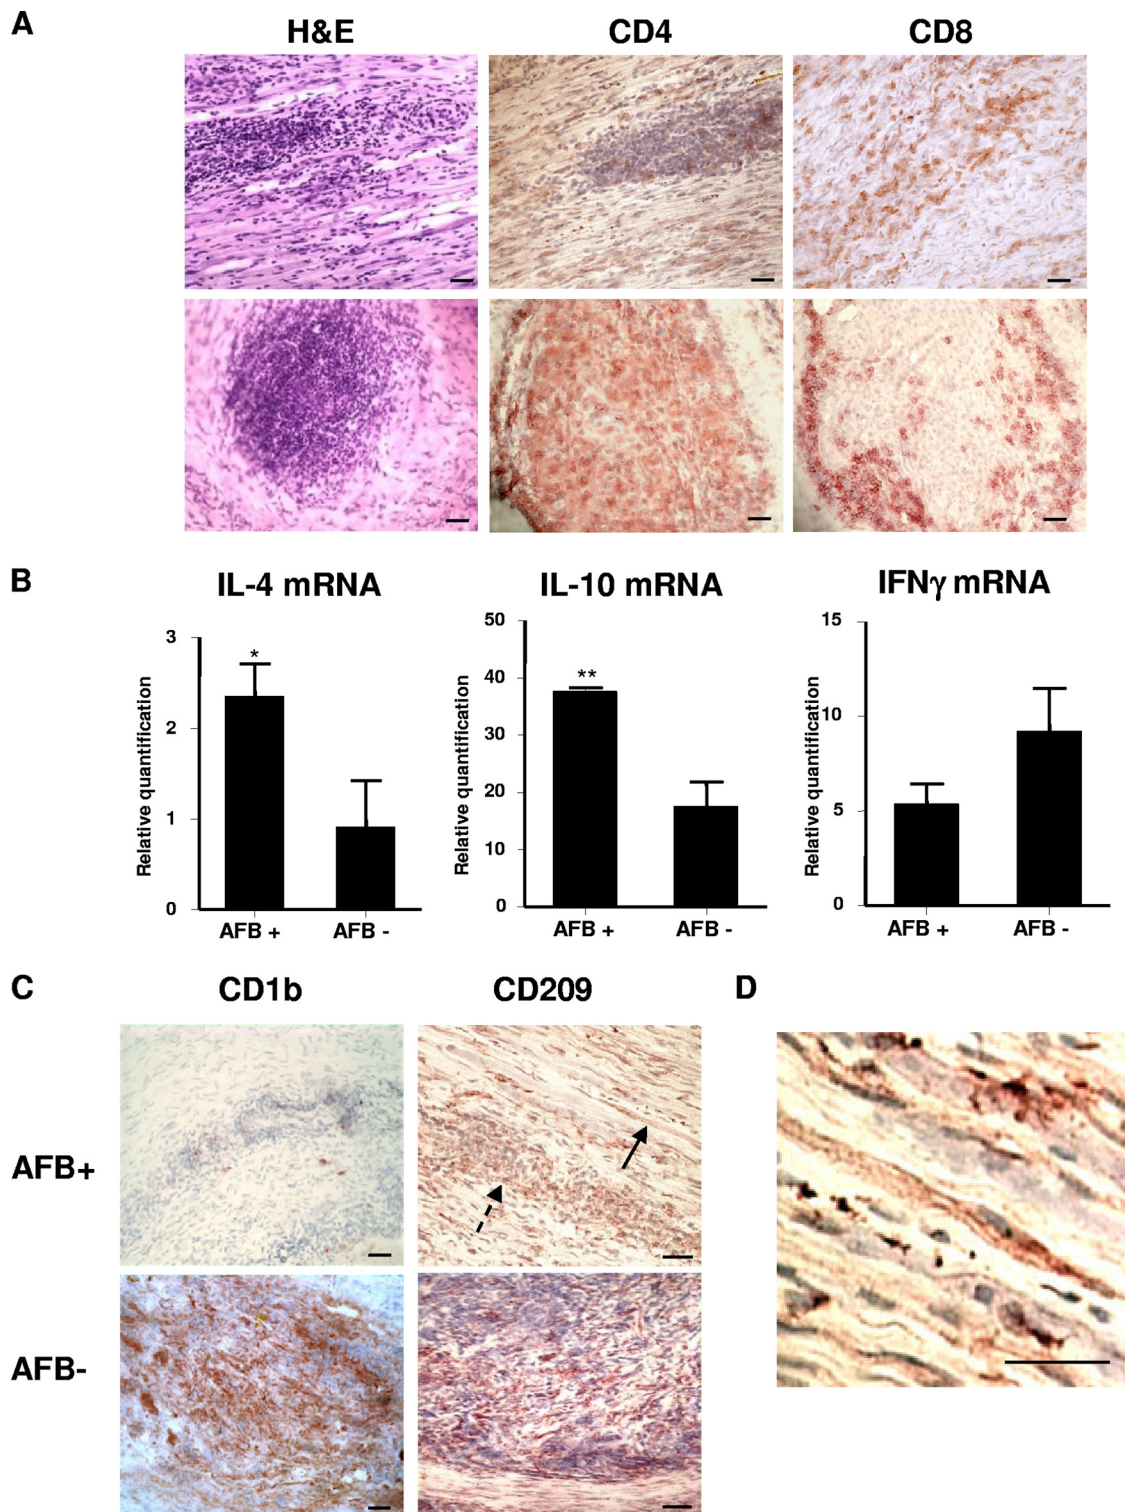 A
H&E CD4 CD8
B
IL-4 mRNA IL-10 mRNA IFNγ mRNA
Relative quantification
3
2
1
0
*
AFB + AFB -
Relative quantification
50
40
30
20
10
0
**
AFB + AFB -
Relative quantification
15
10
5
0
AFB + AFB -
C
CD1b CD209
D
AFB+
AFB-